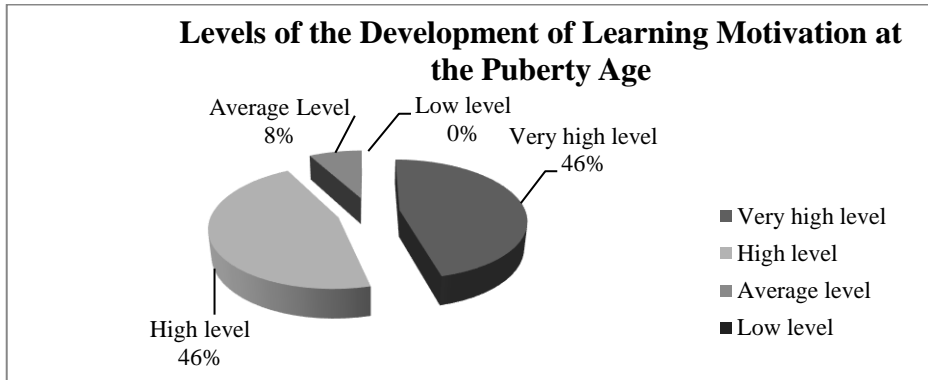 Levels of the Development of Learning Motivation at
the Puberty Age
Average Level
8%
Low level
0%
Very high level
46%
High level
46%
Very high level
High level
Average level
Low level